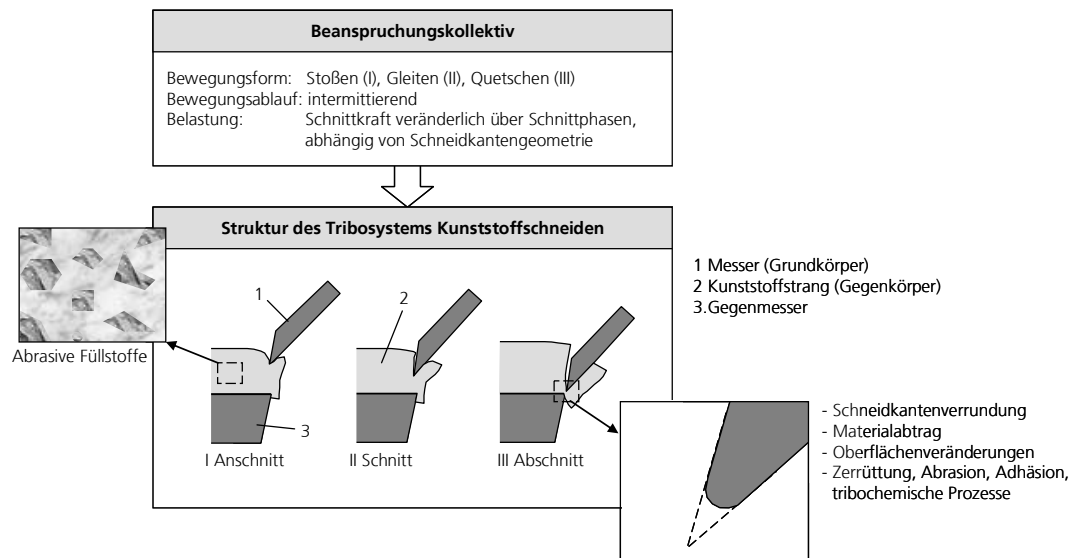 Beanspruchungskollektiv
Bewegungsform: Stoßen (I), Gleiten (II), Quetschen (III)
Bewegungsablauf: intermittierend
Belastung: Schnittkraft veränderlich über Schnittphasen,
abhängig von Schneidkantengeometrie
Struktur des Tribosystems Kunststoffschneiden
Abrasive Füllstoffe
1
2
3
I Anschnitt
II Schnitt
III Abschnitt
1 Messer (Grundkörper)
2 Kunststoffstrang (Gegenkörper)
3.Gegenmesser
- Schneidkantenverrundung
- Materialabtrag
- Oberflächenveränderungen
- Zerrüttung, Abrasion, Adhäsion,
tribochemische Prozesse